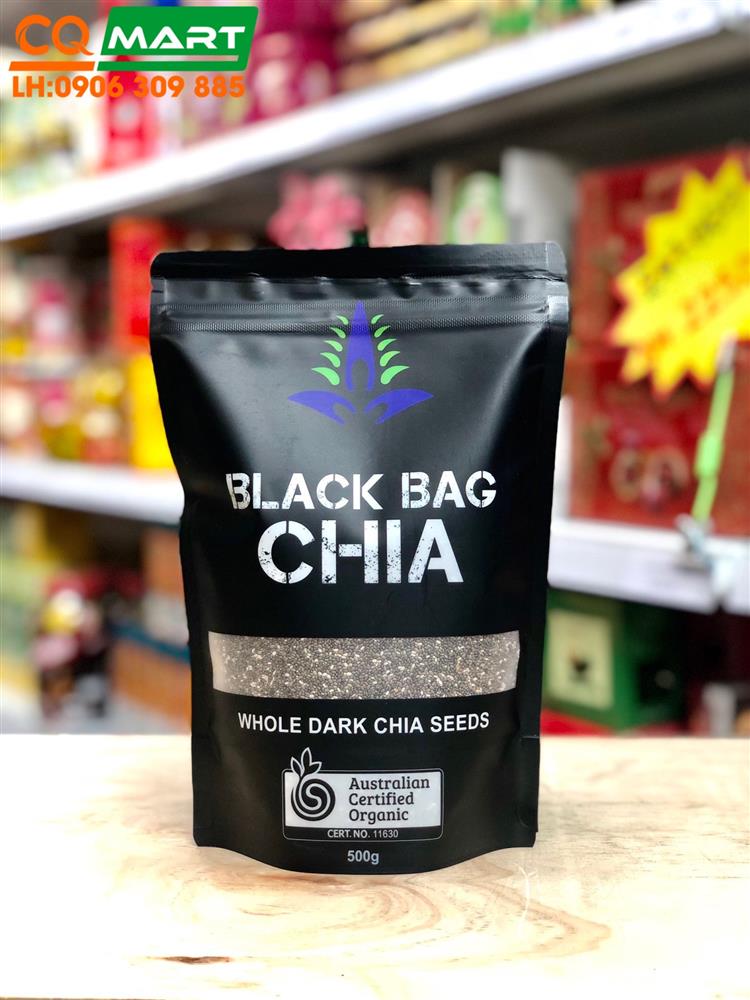 CQ MART
LH:0906 309 885
BLACK BAG
CHIA
WHOLE DARK CHIA SEEDS
Australian
Certified
Organic
CERT. NO. 11630
500g